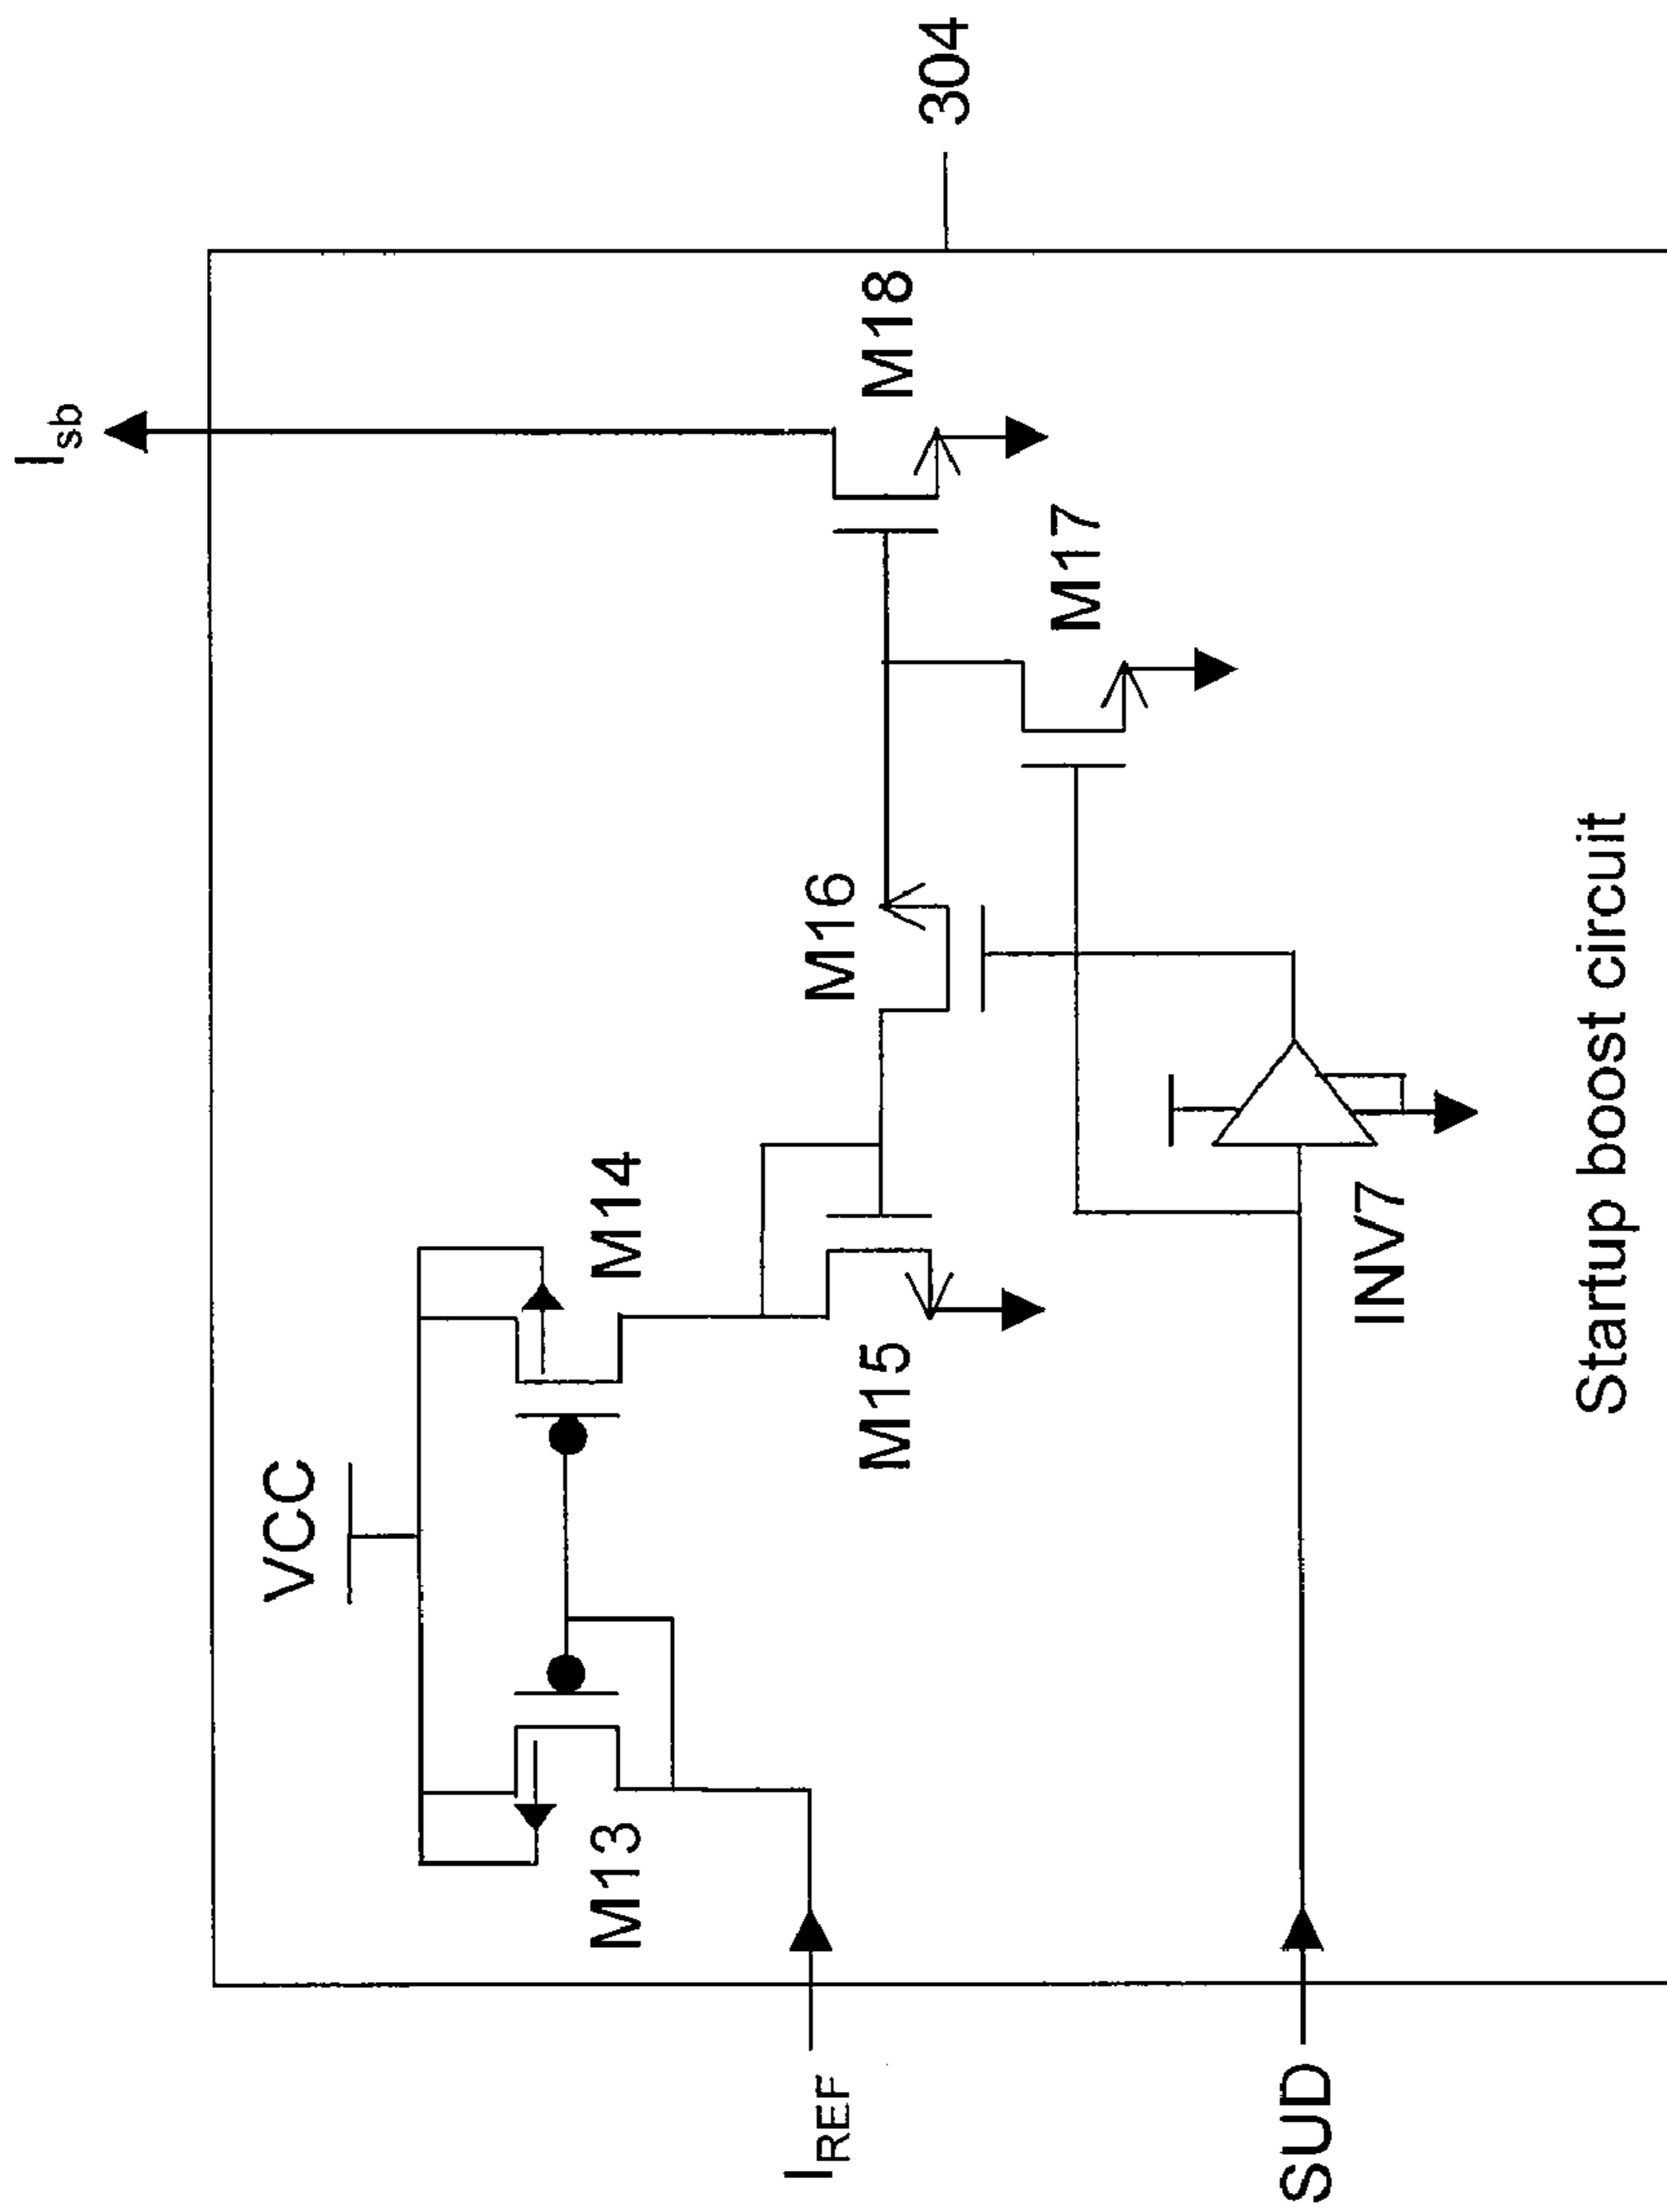 I_sb
304
VCC
M14
M13
M16
M18
M15
M17
I_REF
INV7
SUD
Startup boost circuit